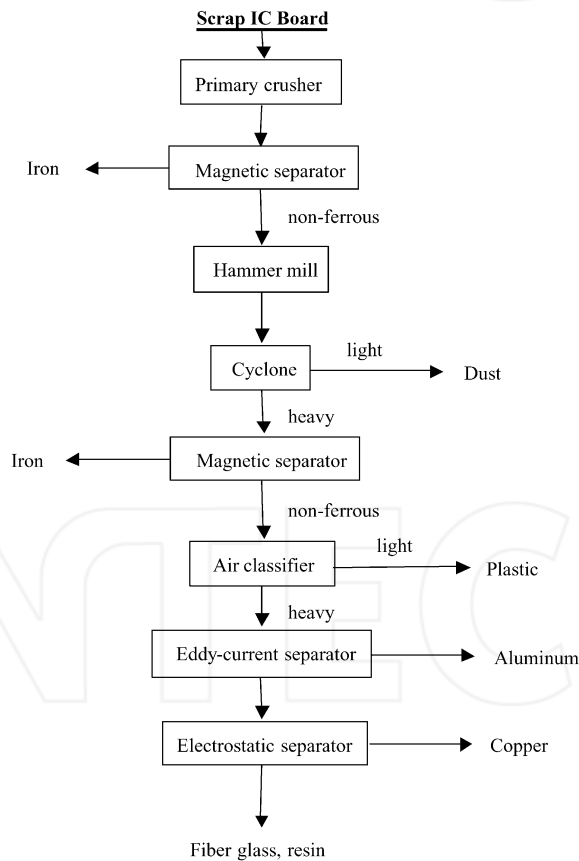 Scrap IC Board
Primary crusher
Iron
Magnetic separator
non-ferrous
Hammer mill
light
Cyclone
Dust
heavy
Iron
Magnetic separator
non-ferrous
light
Air classifier
Plastic
heavy
Eddy-current separator
Aluminum
Electrostatic separator
Copper
Fiber glass, resin